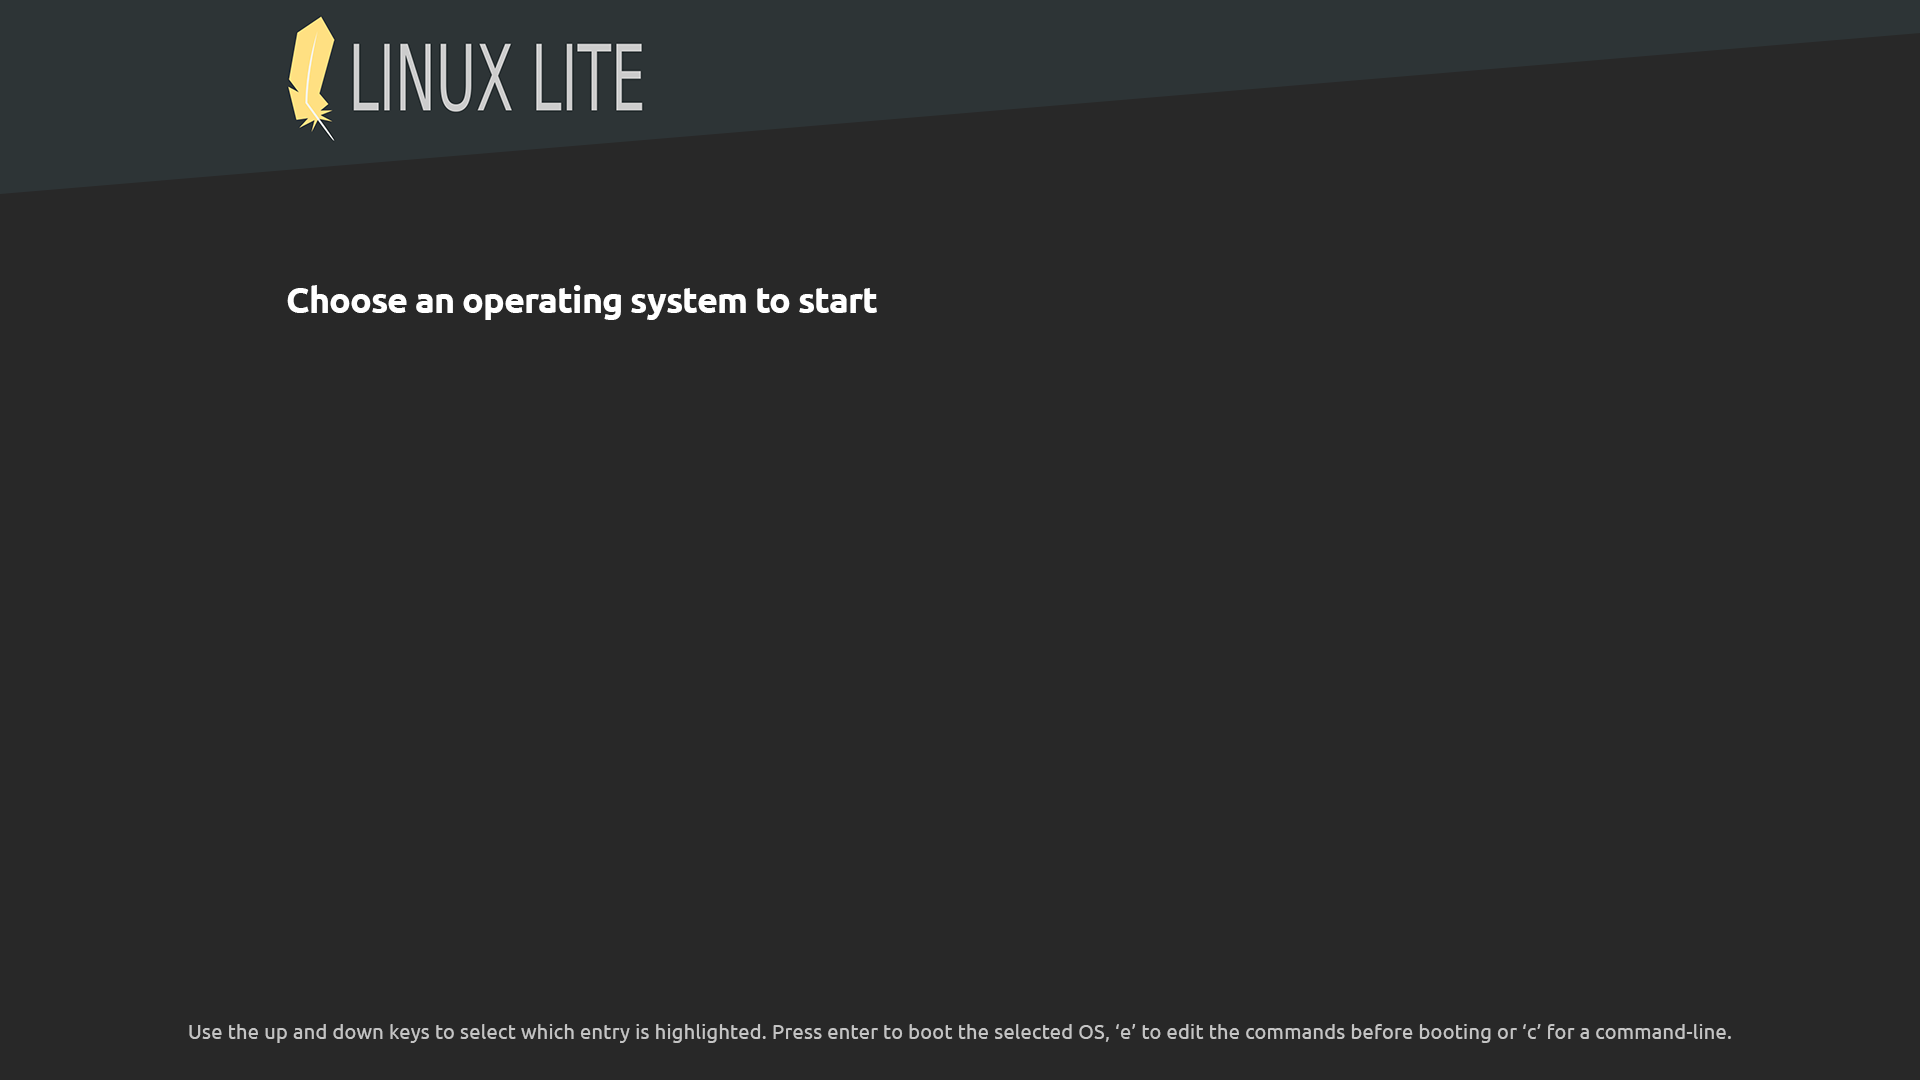 LINUX LITE
Choose an operating system to start
Use the up and down keys to select which entry is highlighted. Press enter to boot the selected OS, ‘e’ to edit the commands before booting or ‘c’ for a command-line.